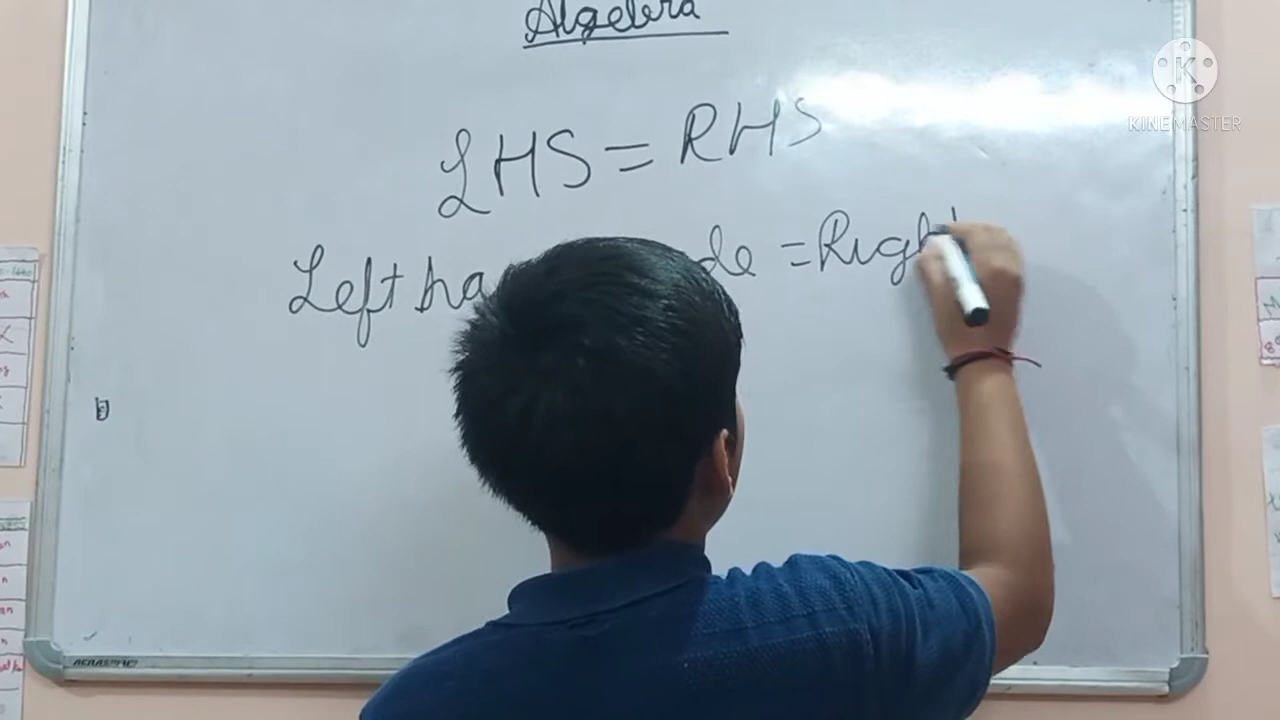 Algebra
K
KINEMASTER
LHS = RHS
Left ha de = Righ